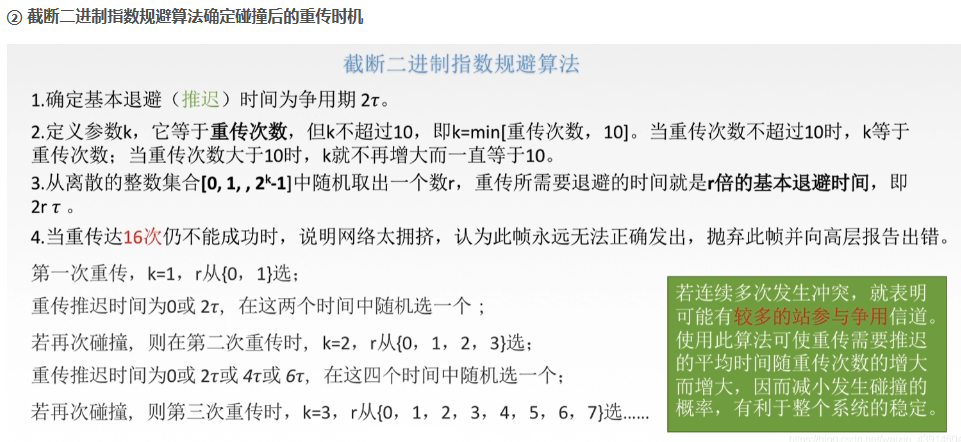 ② 截断二进制指数规避算法确定碰撞后的重传时机
截断二进制指数规避算法
1.确定基本退避（推迟）时间为争用期 2τ。
2.定义参数k，它等于重传次数，但k不超过10，即k=min[重传次数，10]。当重传次数不超过10时，k等于
重传次数；当重传次数大于10时，k就不再增大而一直等于10。
3.从离散的整数集合[0, 1, , 2ᵏ-1]中随机取出一个数r，重传所需要退避的时间就是r倍的基本退避时间，即
2r τ 。
4.当重传达16次仍不能成功时，说明网络太拥挤，认为此帧永远无法正确发出，抛弃此帧并向高层报告出错。
第一次重传，k=1，r从{0，1}选；
重传推迟时间为0或 2τ，在这两个时间中随机选一个；
若再次碰撞，则在第二次重传时，k=2，r从{0，1，2，3}选；
重传推迟时间为0或 2τ或 4τ或 6τ，在这四个时间中随机选一个；
若再次碰撞，则第三次重传时，k=3，r从{0，1，2，3，4，5，6，7}选……
若连续多次发生冲突，就表明
可能有较多的站参与争用信道。
使用此算法可使重传需要推迟
的平均时间随重传次数的增大
而增大，因而减小发生碰撞的
概率，有利于整个系统的稳定。